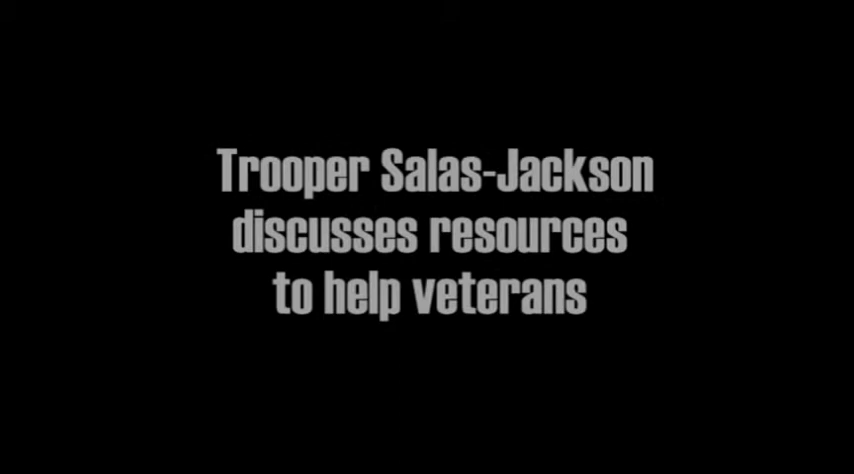 Trooper Salas-Jackson
discusses resources
to help veterans